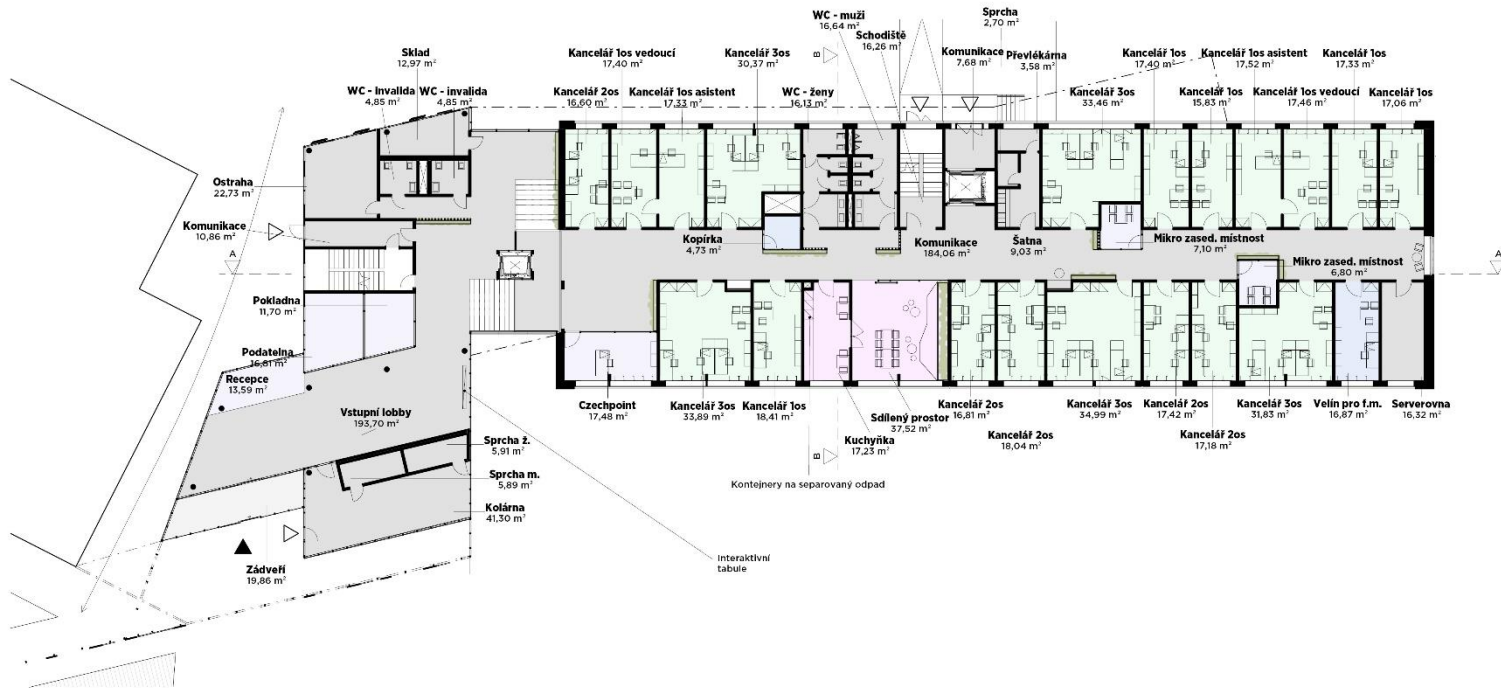 WC - muži
16,64 m²
Sprcha
2,70 m²
Schodiště
16,26 m²
Sklad
12,97 m²
Kancelář 1os vedoucí
17,40 m²
Kancelář 3os
30,37 m²
B
Komunikace
7,68 m²
Převlékárna
3,58 m²
Kancelář 1os
17,40 m²
Kancelář 1os asistent
17,52 m²
Kancelář 1os
17,33 m²
WC - invalida
4,85 m²
WC - invalida
4,85 m²
Kancelář 2os
16,60 m²
Kancelář 1os asistent
17,33 m²
WC - ženy
16,13 m²
Kancelář 3os
33,46 m²
Kancelář 1os
15,83 m²
Kancelář 1os vedoucí
17,46 m²
Kancelář 1os
17,06 m²
Ostraha
22,73 m²
Komunikace
10,86 m²
Kopírka
4,73 m²
Komunikace
184,06 m²
Šatna
9,03 m²
Mikro zased. místnost
7,10 m²
Mikro zased. místnost
6,80 m²
A
A
Pokladna
11,70 m²
Podatelna
16,81 m²
Recepce
13,59 m²
Vstupní lobby
193,70 m²
Czechpoint
17,48 m²
Kancelář 3os
33,89 m²
Kancelář 1os
18,41 m²
Sdílený prostor
37,52 m²
Kancelář 2os
16,81 m²
Kancelář 3os
34,99 m²
Kancelář 2os
17,42 m²
Kancelář 3os
31,83 m²
Velín pro f.m.
16,87 m²
Serverovna
16,32 m²
Kuchyňka
17,23 m²
Kancelář 2os
18,04 m²
Kancelář 2os
17,18 m²
Sprcha ž.
5,91 m²
Sprcha m.
5,89 m²
B
Kontejnery na separovaný odpad
Kolárna
41,30 m²
Interaktivní
tabule
Zádveří
19,86 m²